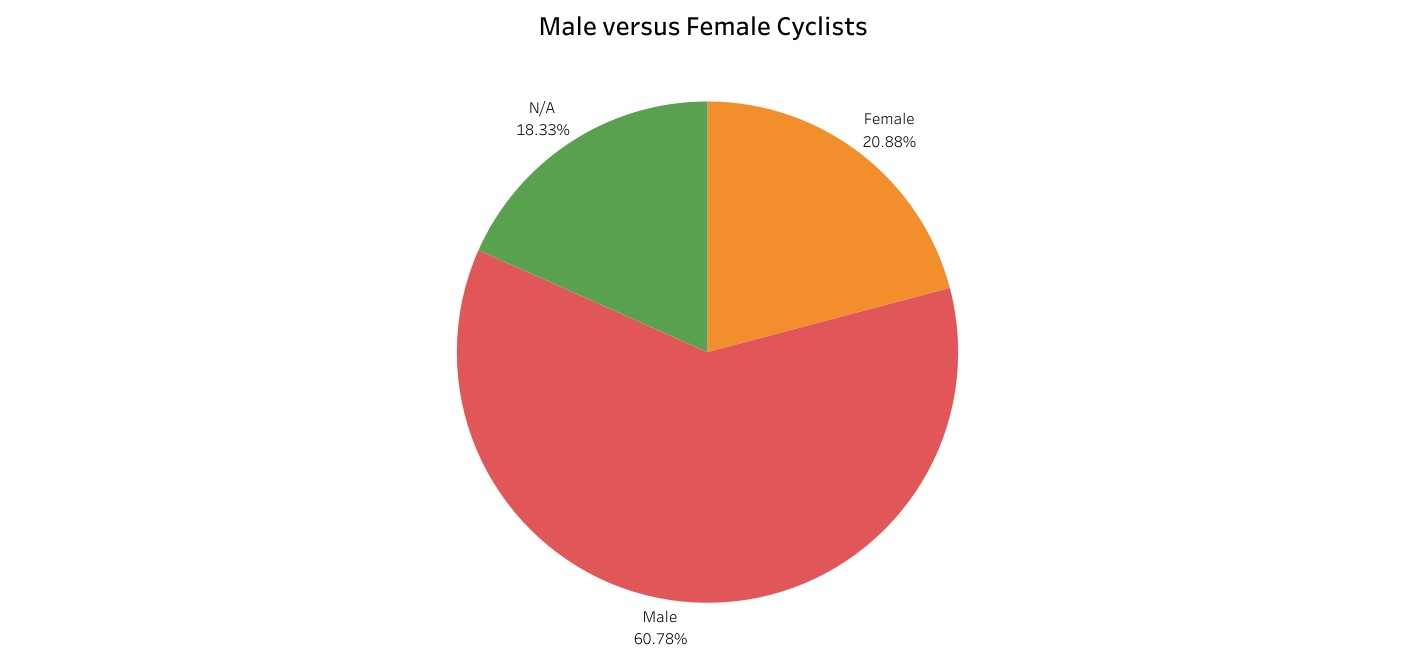 Male versus Female Cyclists
N/A
18.33%
Female
20.88%
Male
60.78%